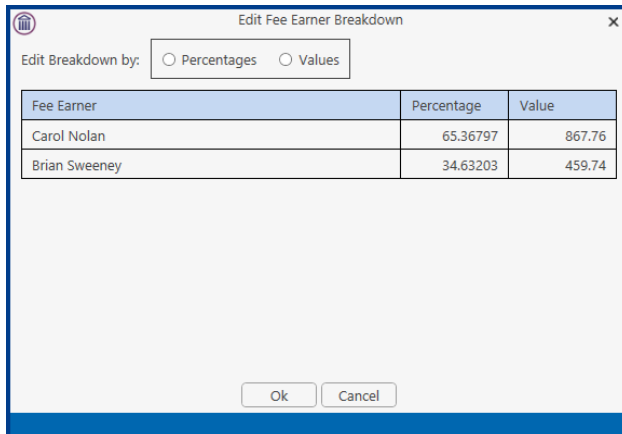 Edit Fee Earner Breakdown
Edit Breakdown by: Percentages Values
Fee Earner Percentage Value
Carol Nolan 65.36797 867.76
Brian Sweeney 34.63203 459.74
Ok Cancel